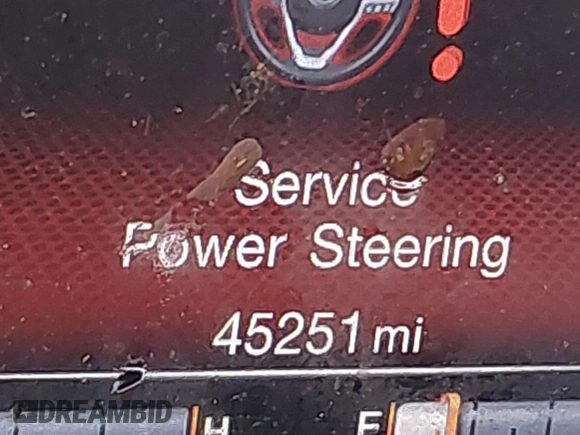 Service
Power Steering
45251 mi
H F
DREAMBID